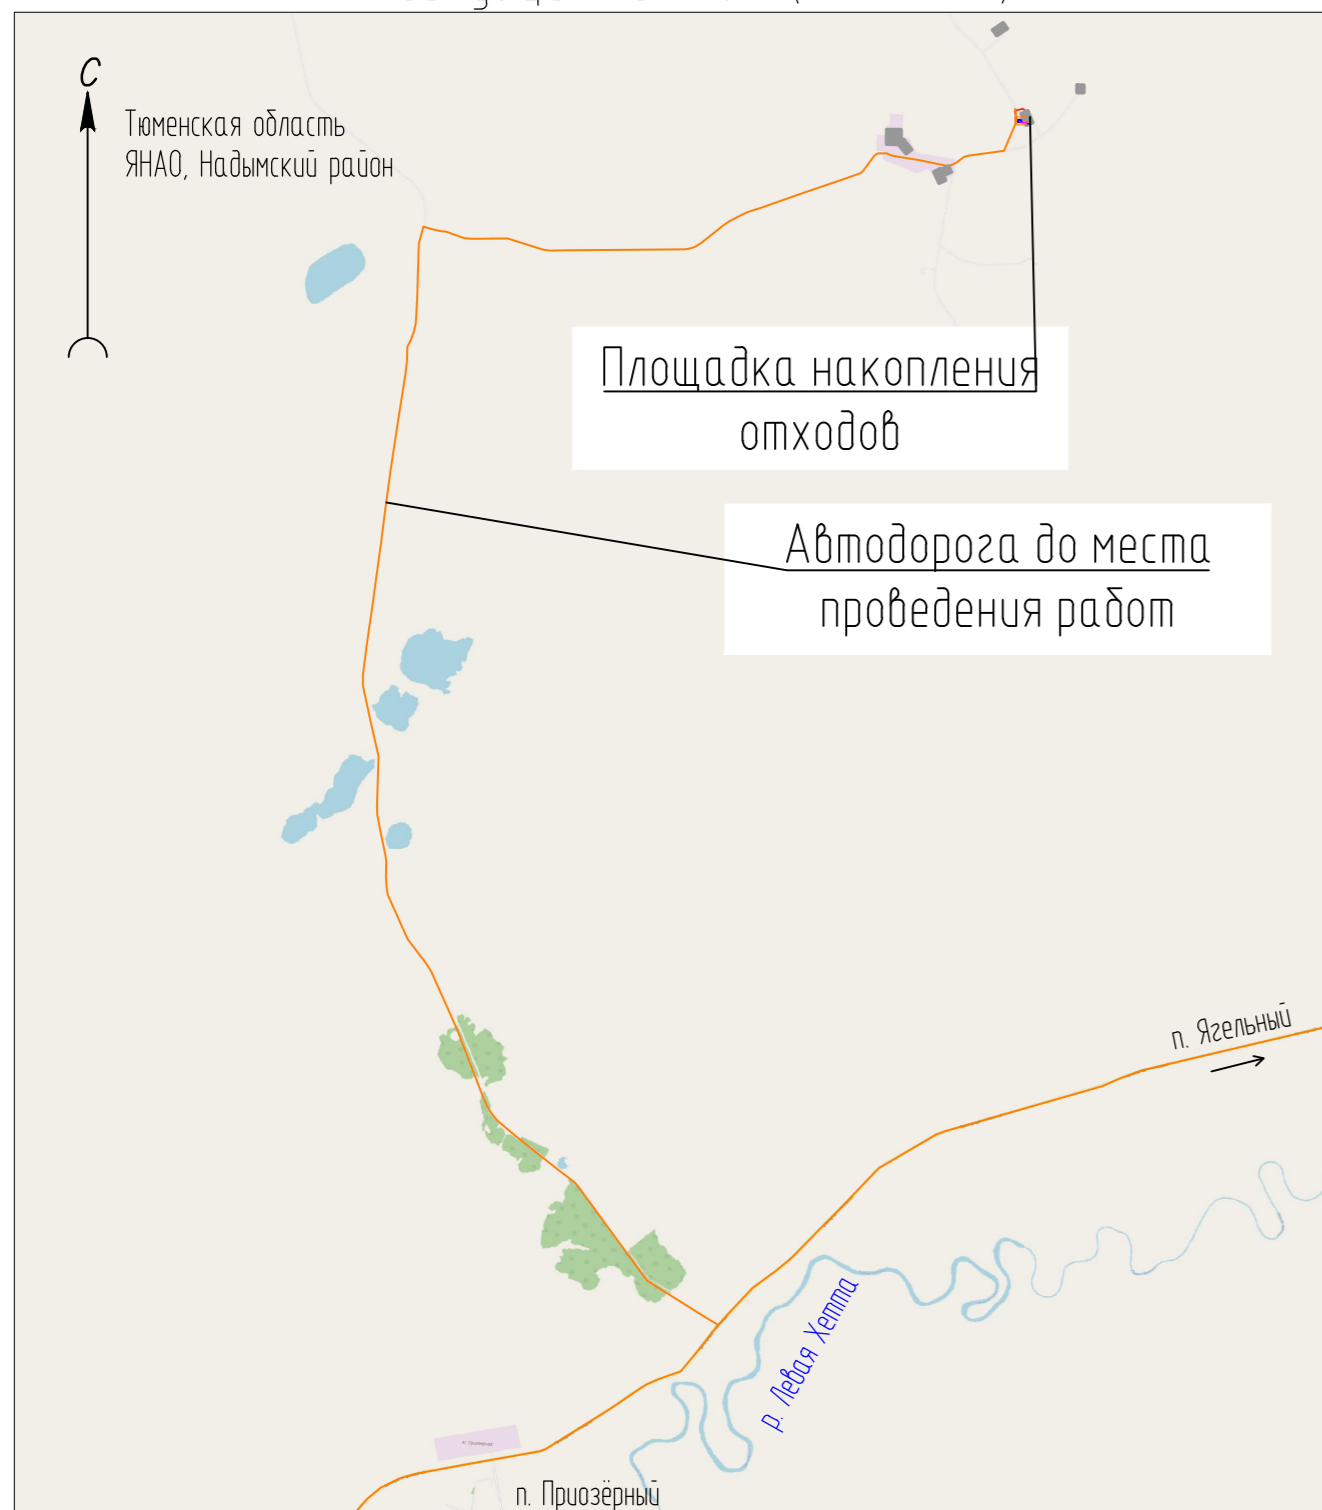 С
Тюменская область
ЯНАО, Надымский район
Площадка накопления
отходов
Автодорога до места
проведения работ
п. Ягельный
р. Левая Хетта
п. Приозёрный